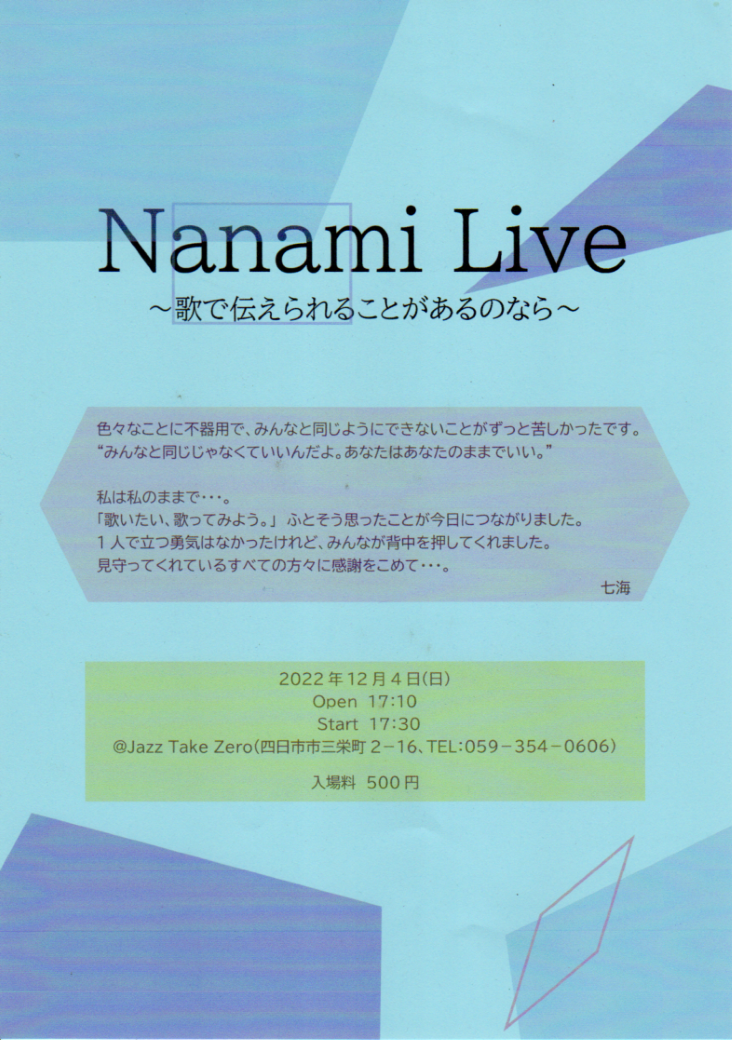 Nanami Live
～歌で伝えられることがあるのなら～
色々なことに不器用で、みんなと同じようにできないことがずっと苦しかったです。
“みんなと同じじゃなくていいんだよ。あなたはあなたのままでいい。”
私は私のままで・・・。
「歌いたい、歌ってみよう。」 ふとそう思ったことが今日につながりました。
1人で立つ勇気はなかったけれど、みんなが背中を押してくれました。
見守ってくれているすべての方々に感謝をこめて・・・。
七海
2022年12月4日(日)
Open 17:10
Start 17:30
@Jazz Take Zero(四日市市三栄町2－16、TEL:059－354－0606)
入場料 500円